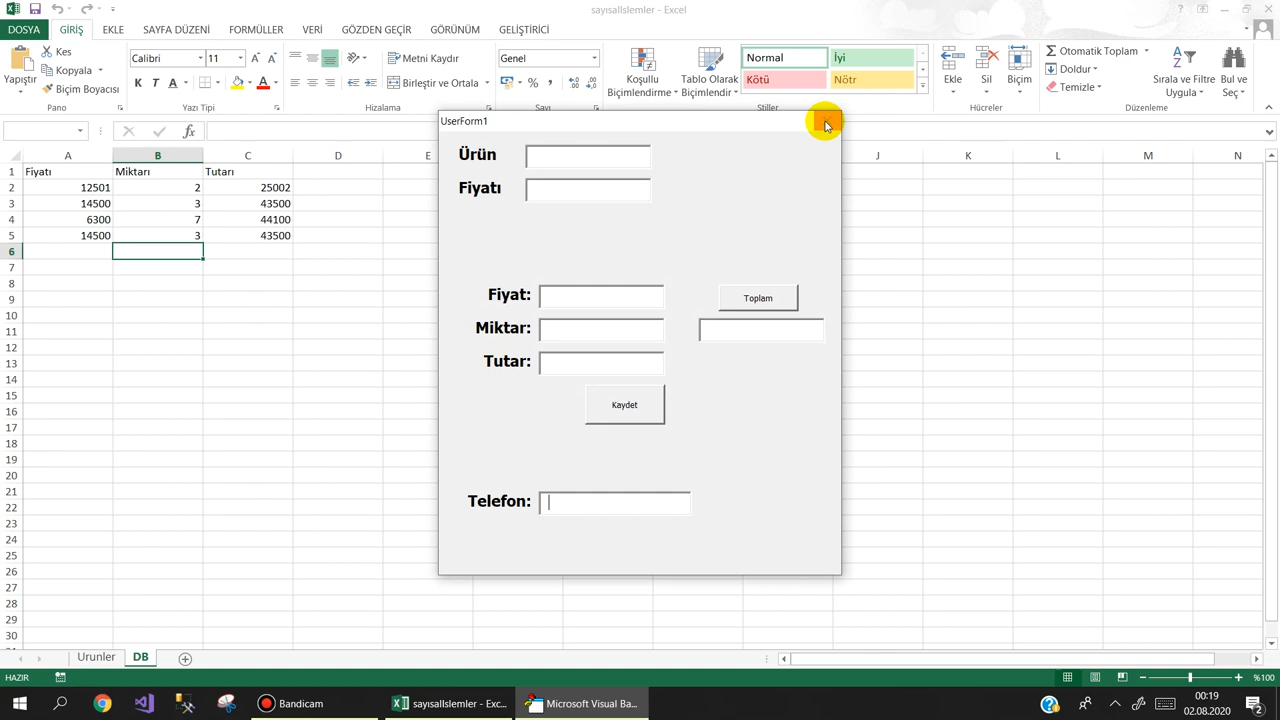 sayısalIslemler - Excel
DOSYA GİRİŞ EKLE SAYFA DÜZENİ FORMÜLLER VERİ GÖZDEN GEÇİR GÖRÜNÜM GELİŞTİRİCİ
Yapıştır
Kes
Kopyala
Biçim Boyacısı
Pano
Calibri 11
K T A
Yazı Tipi
Metni Kaydır
Birleştir ve Ortala
Hizalama
Genel
Sayı
Koşullu Biçimlendirme
Tablo Olarak Biçimlendir
Normal İyi
Kötü Nötr
Stiller
Ekle Sil Biçim
Hücreler
Otomatik Toplam
Doldur
Temizle
Sırala ve Filtre Uygula
Bul ve Seç
Düzenleme
fx
A B C D E J K L M N
1 Fiyatı Miktarı Tutarı
2 12501 2 25002
3 14500 3 43500
4 6300 7 44100
5 14500 3 43500
6
7
8
9
10
11
12
13
14
15
16
17
18
19
20
21
22
23
24
25
26
27
28
29
30
UserForm1
Ürün
Fiyatı
Fiyat:
Toplam
Miktar:
Tutar:
Kaydet
Telefon:
Urunler DB
HAZIR
%100
Bandicam
sayısalIslemler - Exc...
Microsoft Visual Ba...
00:19
02.08.2020
2